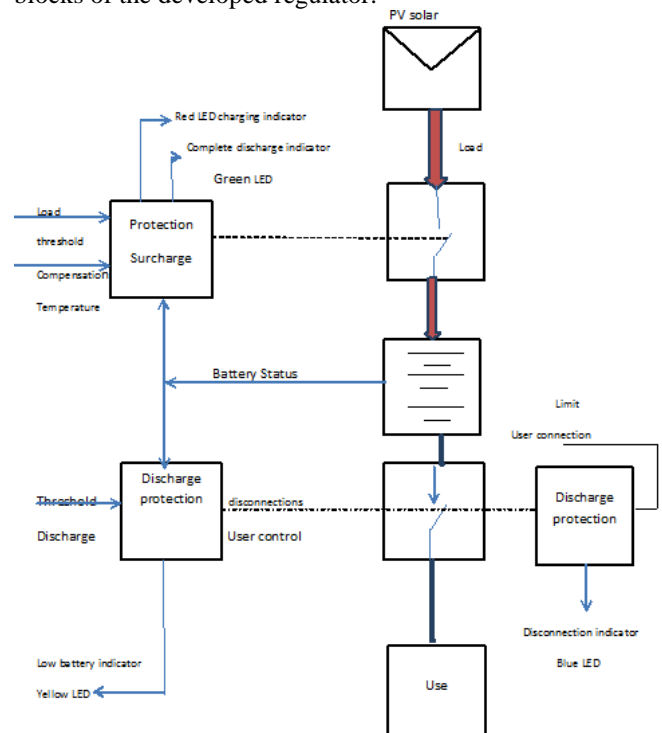 blocks of the developed regulator.
PV solar
Red LED charging indicator
Complete discharge indicator
Load
Green LED
Load
Protection
threshold
Surcharge
Compensation
Temperature
Battery Status
Limit
User connection
Discharge
protection
Threshold
disconnections
Discharge
protection
Discharge
User control
Disconnection indicator
Low battery indicator
Blue LED
Use
Yellow LED